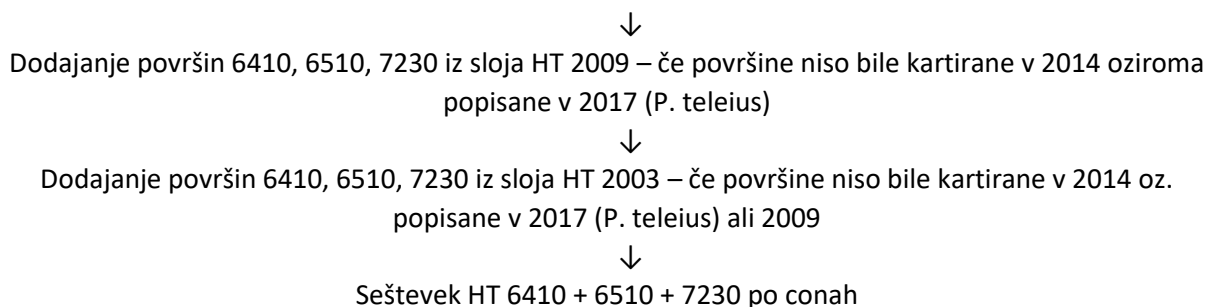 ↓
Dodajanje površin 6410, 6510, 7230 iz sloja HT 2009 – če površine niso bile kartirane v 2014 oziroma
popisane v 2017 (P. teleius)
↓
Dodajanje površin 6410, 6510, 7230 iz sloja HT 2003 – če površine niso bile kartirane v 2014 oz.
popisane v 2017 (P. teleius) ali 2009
↓
Seštevek HT 6410 + 6510 + 7230 po conah